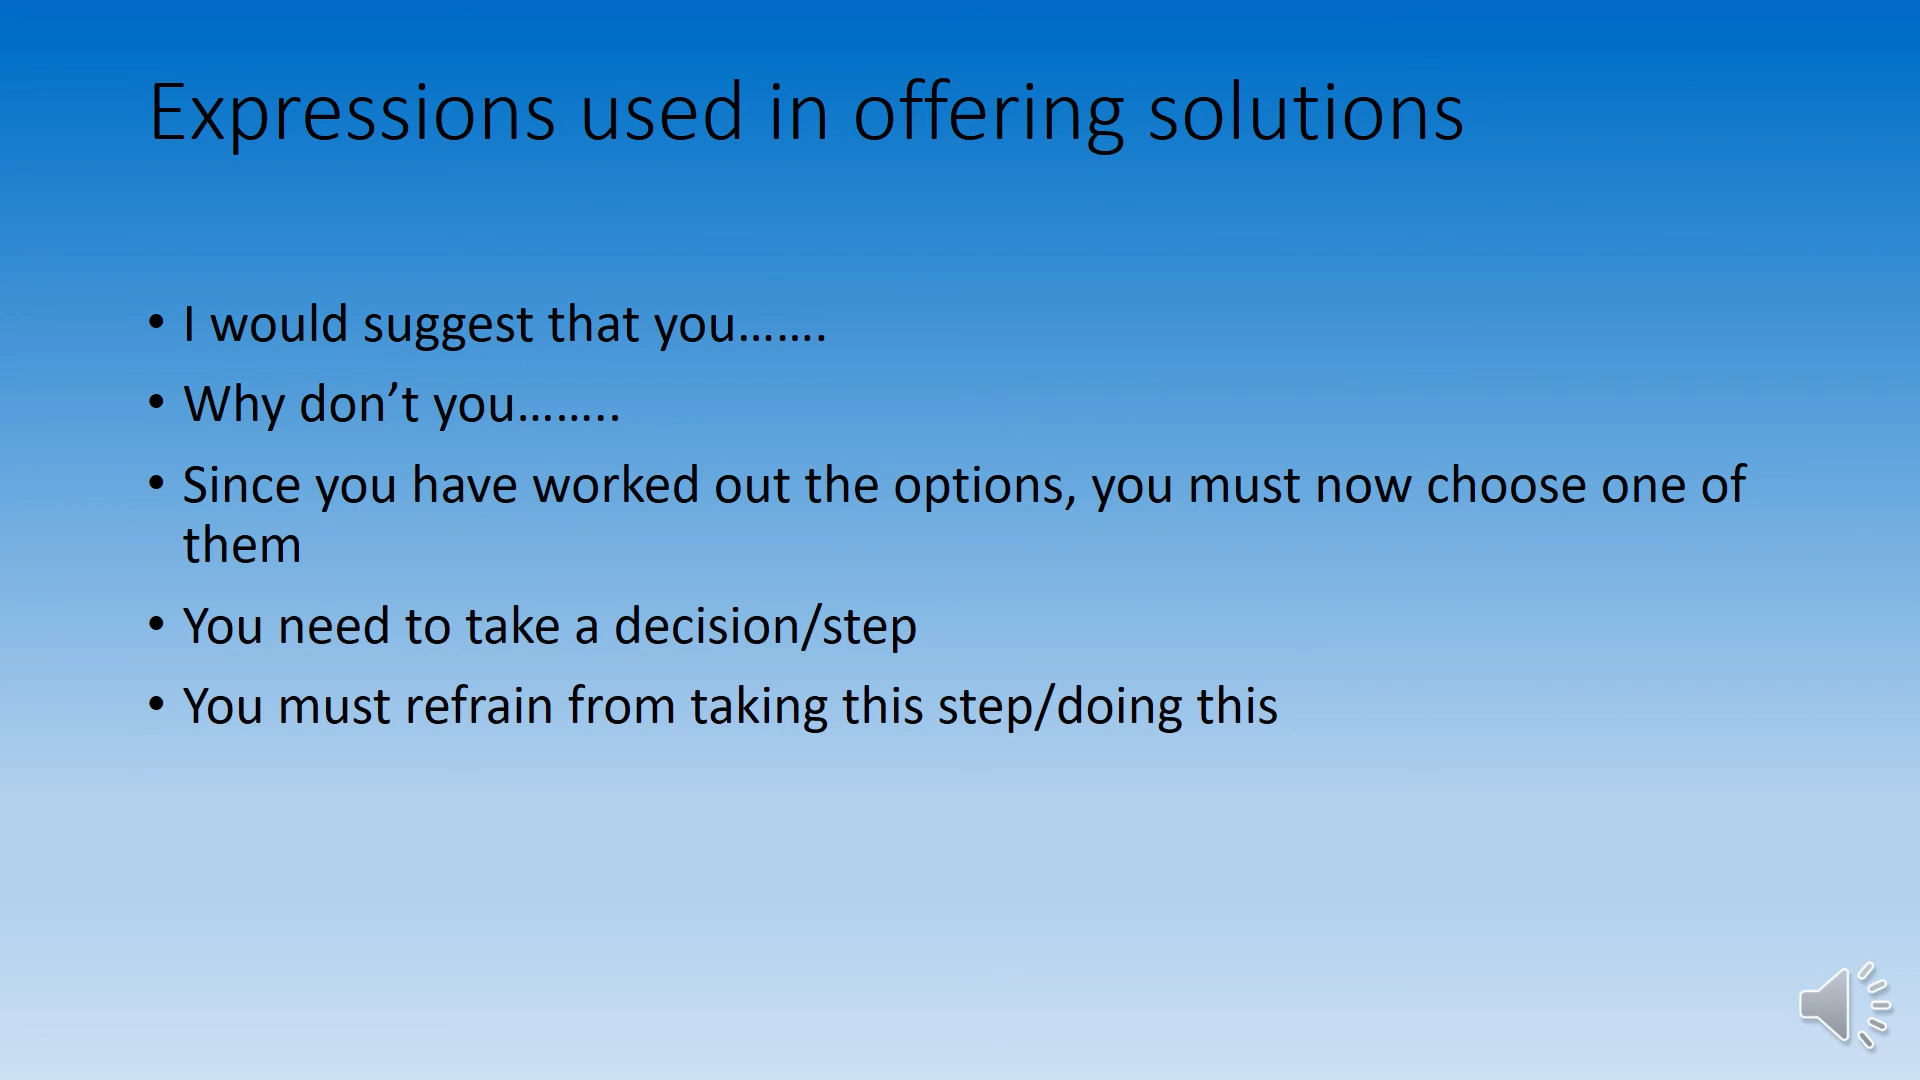 Expressions used in offering solutions
• I would suggest that you…….
• Why don’t you……..
• Since you have worked out the options, you must now choose one of
them
• You need to take a decision/step
• You must refrain from taking this step/doing this